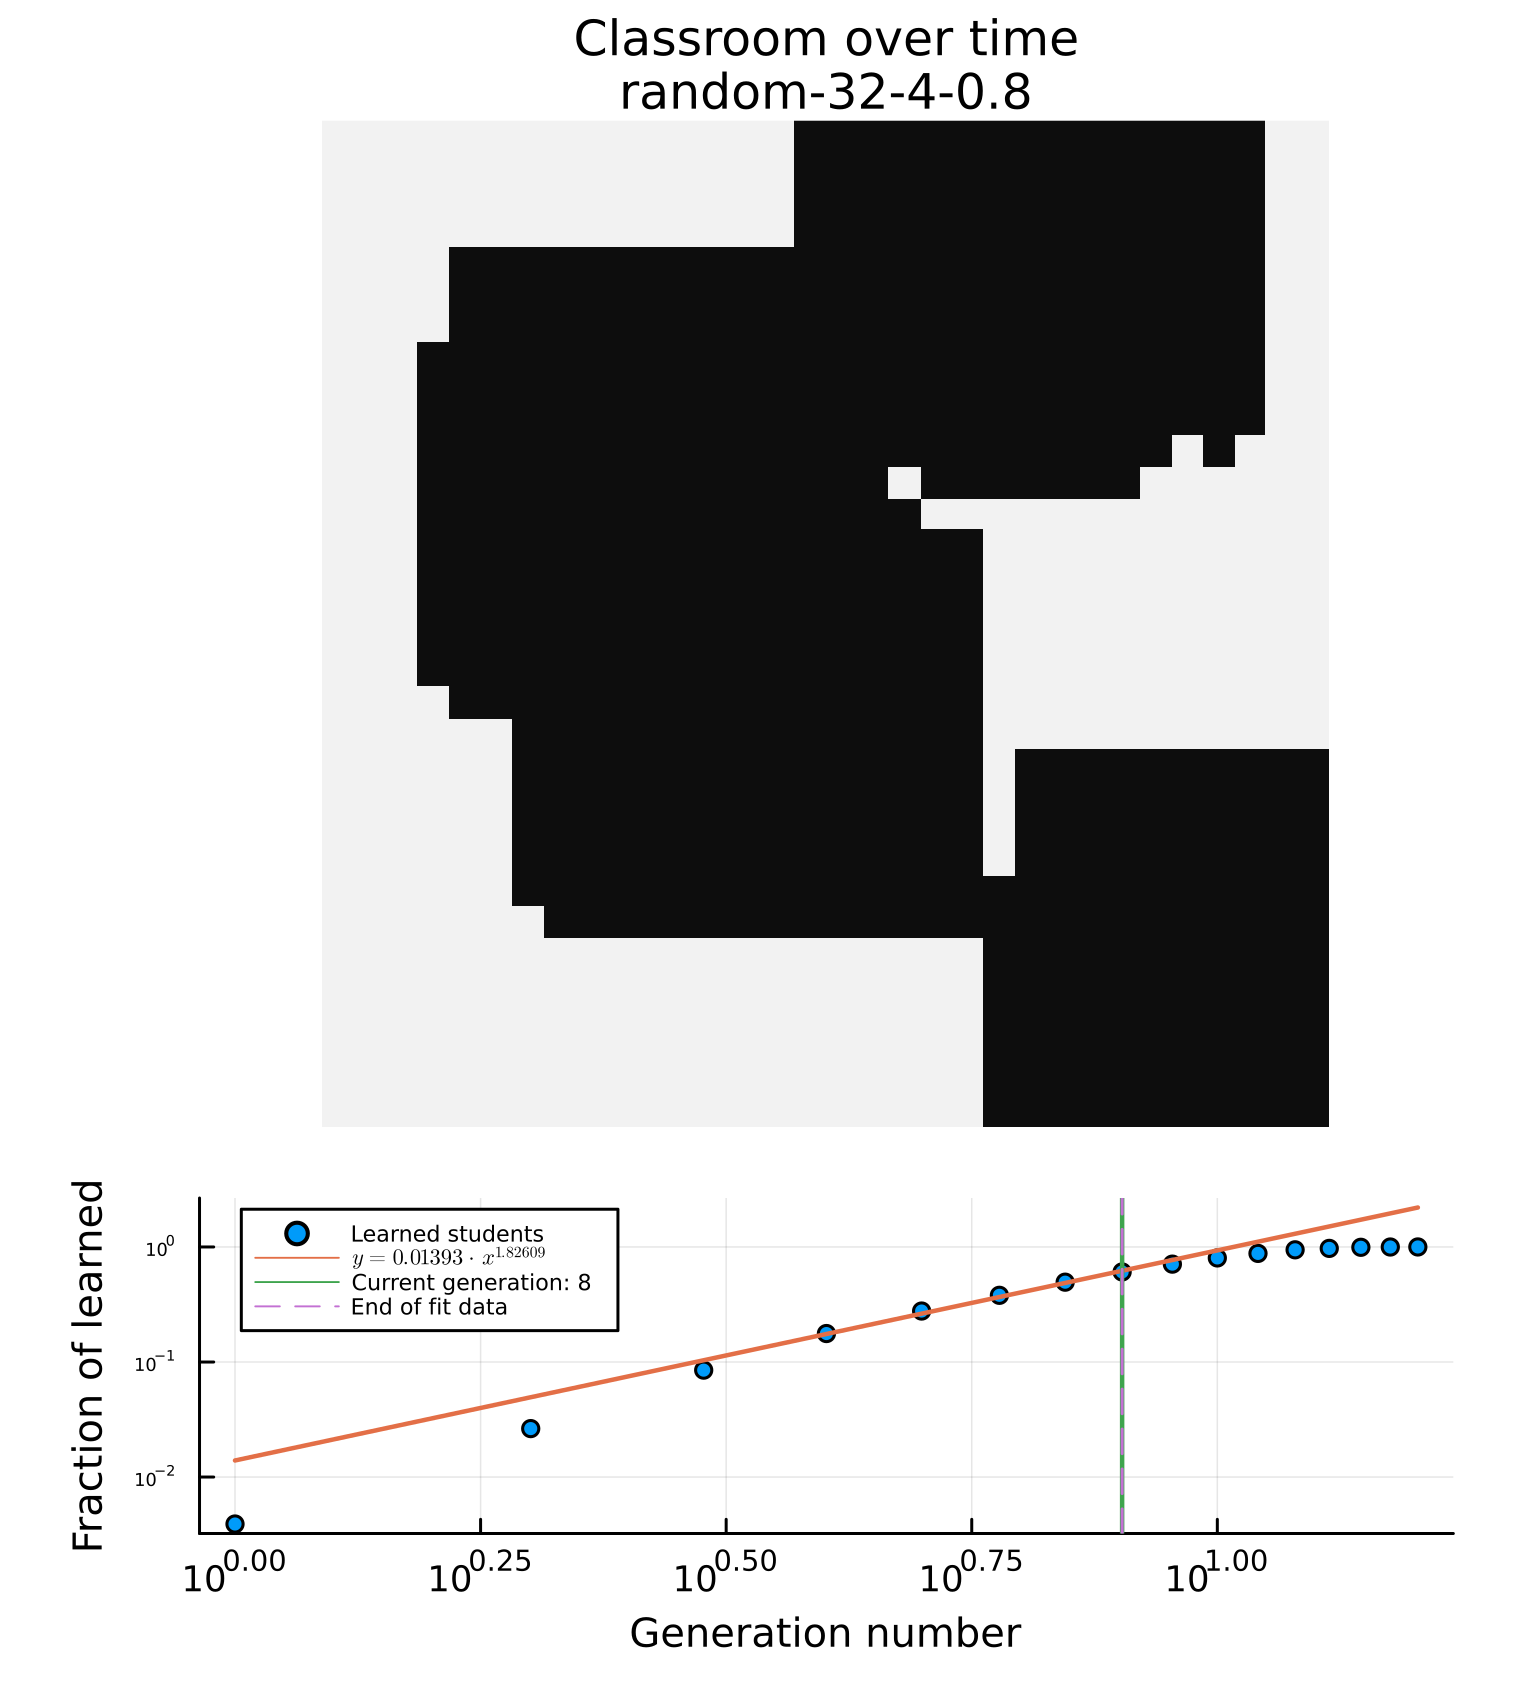 Classroom over time
random-32-4-0.8
Fraction of learned
10^0
10^-1
10^-2
Learned students
y = 0.01393 · x^1.82609
Current generation: 8
End of fit data
10^0.00 10^0.25 10^0.50 10^0.75 10^1.00
Generation number